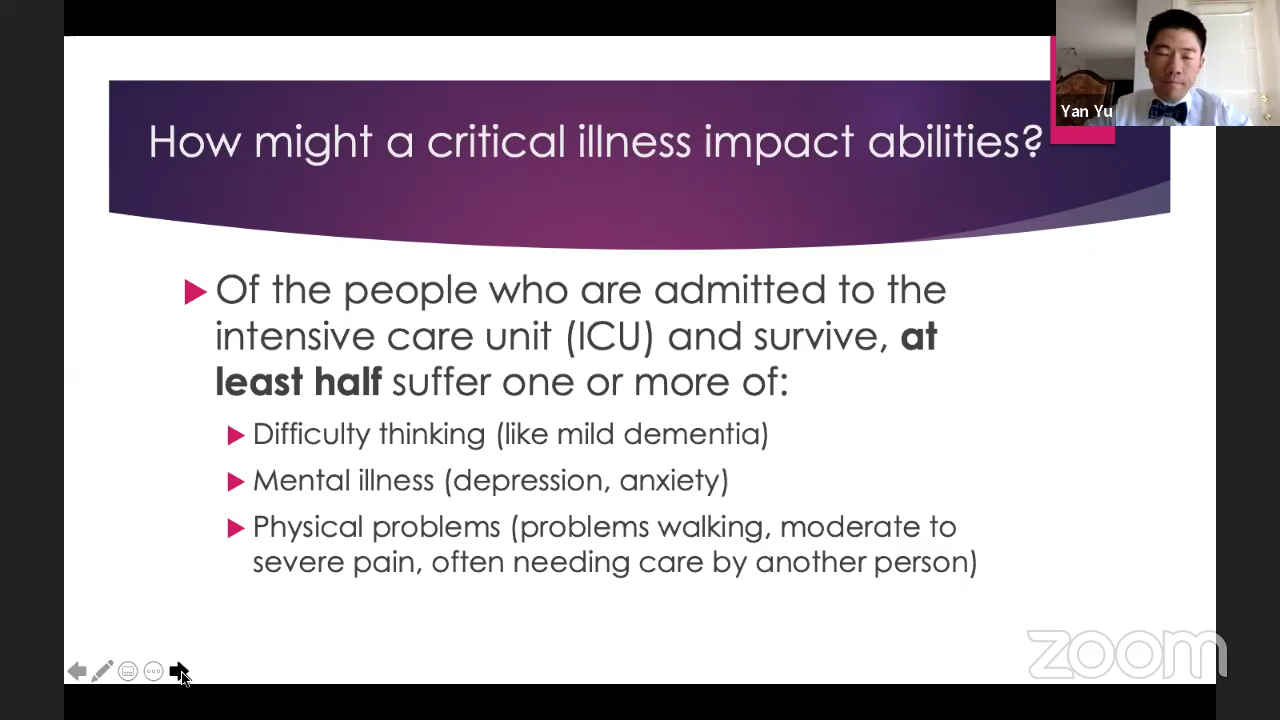 Yan Yu
How might a critical illness impact abilities?
Of the people who are admitted to the
intensive care unit (ICU) and survive, at
least half suffer one or more of:
Difficulty thinking (like mild dementia)
Mental illness (depression, anxiety)
Physical problems (problems walking, moderate to
severe pain, often needing care by another person)
zoom